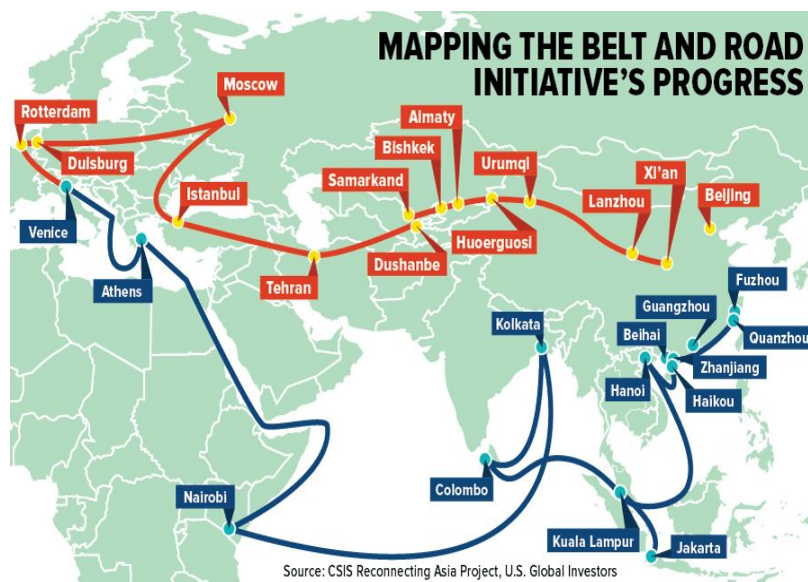 MAPPING THE BELT AND ROAD
INITIATIVE'S PROGRESS
Moscow
Rotterdam
Duisburg
Almaty
Bishkek
Urumqi
Samarkand
Xi'an
Istanbul
Lanzhou
Beijing
Venice
Huoerguosi
Dushanbe
Tehran
Athens
Fuzhou
Guangzhou
Kolkata
Beihai
Quanzhou
Zhanjiang
Hanoi
Haikou
Colombo
Nairobi
Kuala Lampur
Jakarta
Source: CSIS Reconnecting Asia Project, U.S. Global Investors